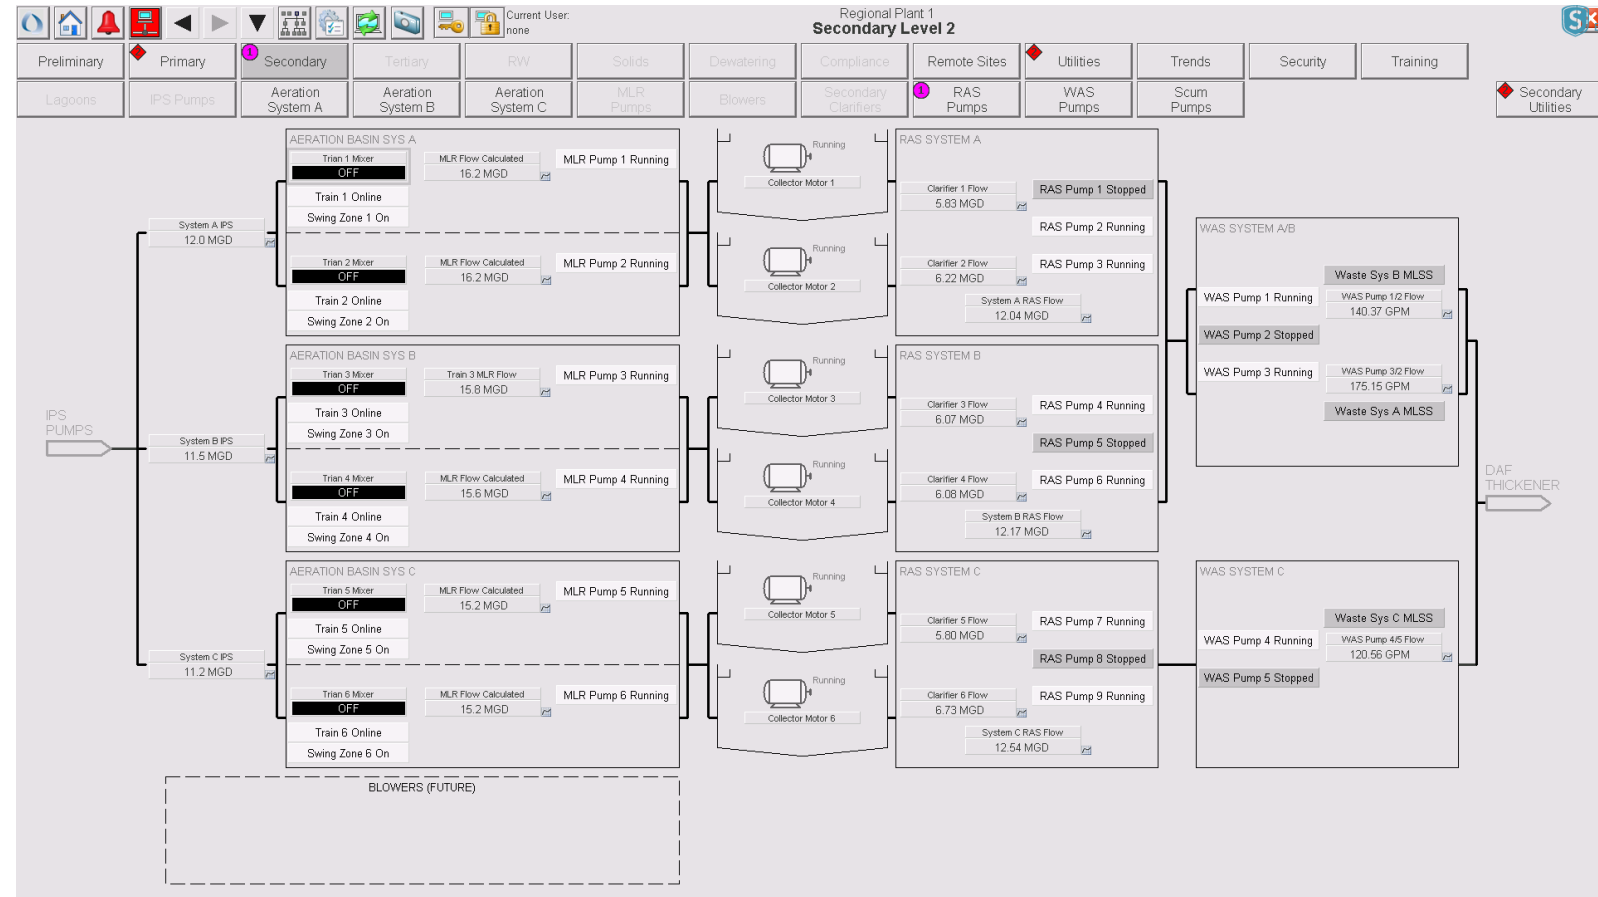 Current User:
none
Regional Plant 1
Secondary Level 2
S
Preliminary
Primary
1
Secondary
Tertiary
RW
Solids
Dewatering
Compliance
Remote Sites
Utilities
Trends
Security
Training
Lagoons
IPS Pumps
Aeration
System A
Aeration
System B
Aeration
System C
MLR
Pumps
Blowers
Secondary
Clarifiers
1
RAS
Pumps
WAS
Pumps
Scum
Pumps
Secondary
Utilities
IPS
PUMPS
System A IPS
12.0 MGD
System B IPS
11.5 MGD
System C IPS
11.2 MGD
AERATION BASIN SYS A
Trian 1 Mixer
OFF
Train 1 Online
Swing Zone 1 On
MLR Flow Calculated
16.2 MGD
MLR Pump 1 Running
Trian 2 Mixer
OFF
Train 2 Online
Swing Zone 2 On
MLR Flow Calculated
16.2 MGD
MLR Pump 2 Running
AERATION BASIN SYS B
Trian 3 Mixer
OFF
Train 3 Online
Swing Zone 3 On
Train 3 MLR Flow
15.8 MGD
MLR Pump 3 Running
Trian 4 Mixer
OFF
Train 4 Online
Swing Zone 4 On
MLR Flow Calculated
15.6 MGD
MLR Pump 4 Running
AERATION BASIN SYS C
Trian 5 Mixer
OFF
Train 5 Online
Swing Zone 5 On
MLR Flow Calculated
15.2 MGD
MLR Pump 5 Running
Trian 6 Mixer
OFF
Train 6 Online
Swing Zone 6 On
MLR Flow Calculated
15.2 MGD
MLR Pump 6 Running
BLOWERS (FUTURE)
Running
Collector Motor 1
Running
Collector Motor 2
Running
Collector Motor 3
Running
Collector Motor 4
Running
Collector Motor 5
Running
Collector Motor 6
RAS SYSTEM A
Clarifier 1 Flow
5.83 MGD
RAS Pump 1 Stopped
RAS Pump 2 Running
Clarifier 2 Flow
6.22 MGD
RAS Pump 3 Running
System A RAS Flow
12.04 MGD
RAS SYSTEM B
Clarifier 3 Flow
6.07 MGD
RAS Pump 4 Running
RAS Pump 5 Stopped
Clarifier 4 Flow
6.08 MGD
RAS Pump 6 Running
System B RAS Flow
12.17 MGD
RAS SYSTEM C
Clarifier 5 Flow
5.80 MGD
RAS Pump 7 Running
RAS Pump 8 Stopped
Clarifier 6 Flow
6.73 MGD
RAS Pump 9 Running
System C RAS Flow
12.54 MGD
WAS SYSTEM A/B
Waste Sys B MLSS
WAS Pump 1 Running
WAS Pump 1/2 Flow
140.37 GPM
WAS Pump 2 Stopped
WAS Pump 3 Running
WAS Pump 3/2 Flow
175.15 GPM
Waste Sys A MLSS
WAS SYSTEM C
Waste Sys C MLSS
WAS Pump 4 Running
WAS Pump 4/5 Flow
120.56 GPM
WAS Pump 5 Stopped
DAF
THICKENER